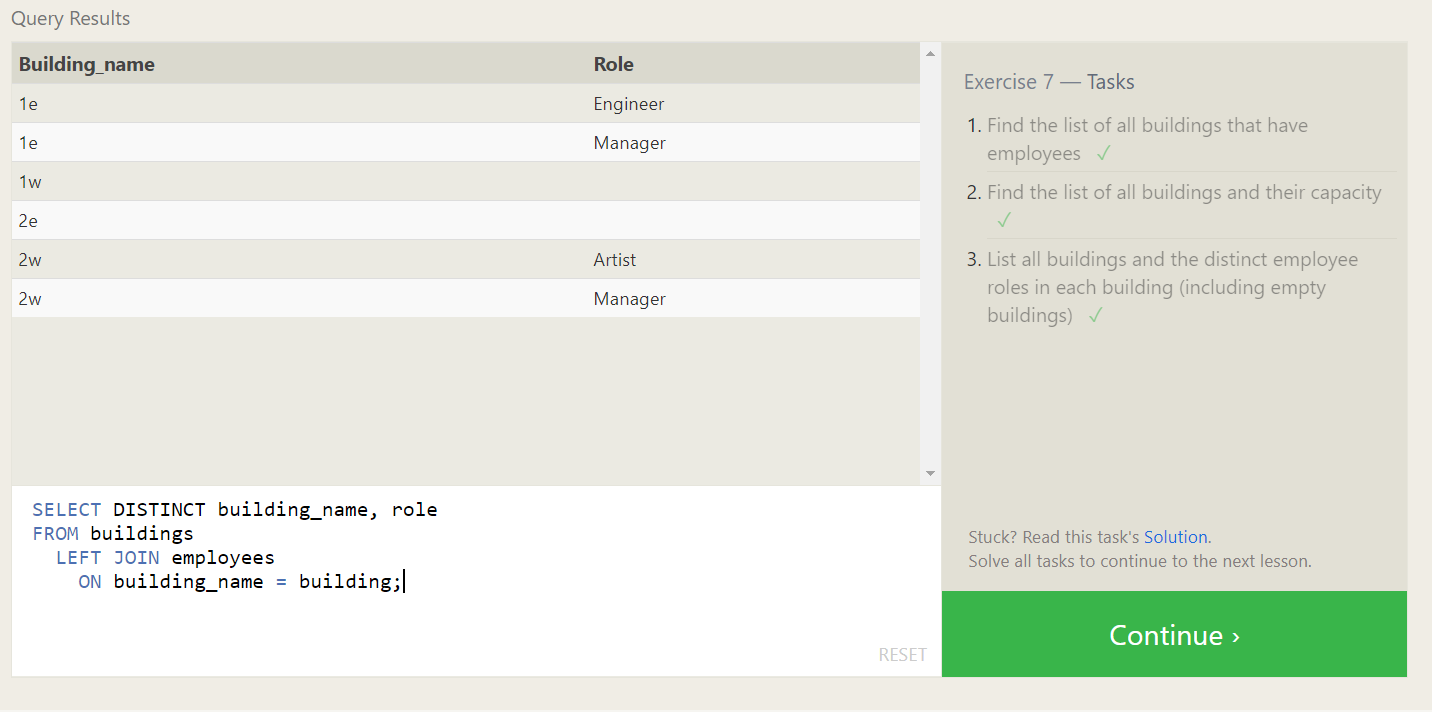 Query Results
Building_name Role
1e Engineer
1e Manager
1w
2e
2w Artist
2w Manager
SELECT DISTINCT building_name, role
FROM buildings
LEFT JOIN employees
ON building_name = building;
RESET
Exercise 7 — Tasks
1. Find the list of all buildings that have
employees ✓
2. Find the list of all buildings and their capacity
✓
3. List all buildings and the distinct employee
roles in each building (including empty
buildings) ✓
Stuck? Read this task's Solution.
Solve all tasks to continue to the next lesson.
Continue ›